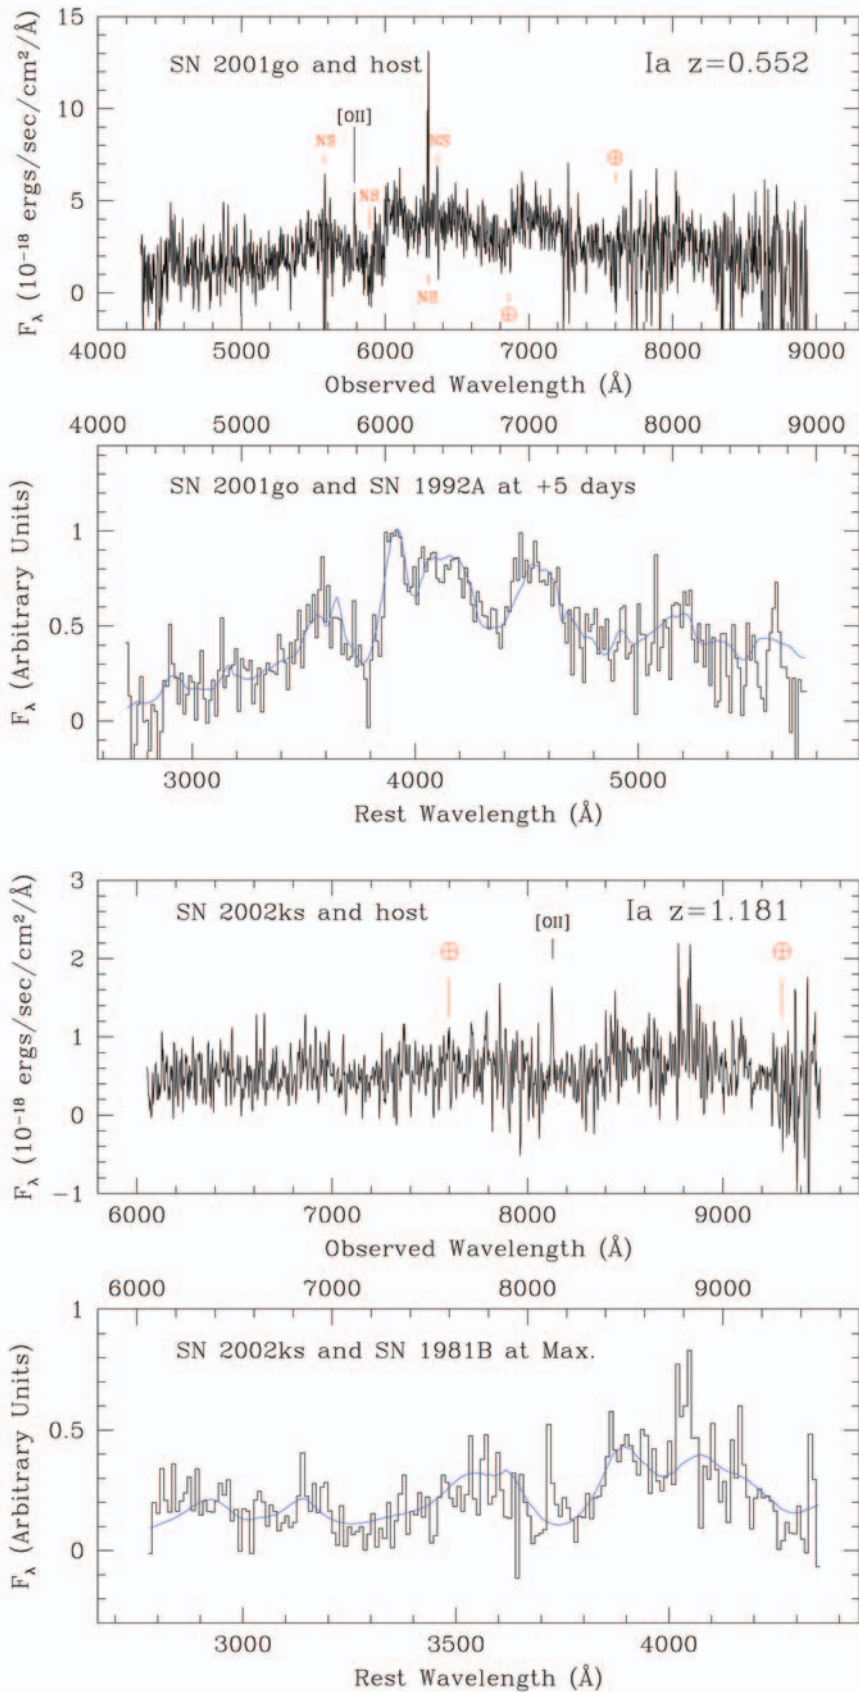 15
SN 2001go and host
Ia z=0.552
[OII]
10
NS
NS
⊕
NS
5
0
NS
⊕
F_λ (10⁻¹⁸ ergs/sec/cm²/Å)
4000 5000 6000 7000 8000 9000
Observed Wavelength (Å)
4000 5000 6000 7000 8000 9000
SN 2001go and SN 1992A at +5 days
1
0.5
0
F_λ (Arbitrary Units)
3000 4000 5000
Rest Wavelength (Å)
3
SN 2002ks and host
Ia z=1.181
[OII]
⊕
⊕
2
1
0
−1
F_λ (10⁻¹⁸ ergs/sec/cm²/Å)
6000 7000 8000 9000
Observed Wavelength (Å)
6000 7000 8000 9000
1
SN 2002ks and SN 1981B at Max.
0.5
0
F_λ (Arbitrary Units)
3000 3500 4000
Rest Wavelength (Å)